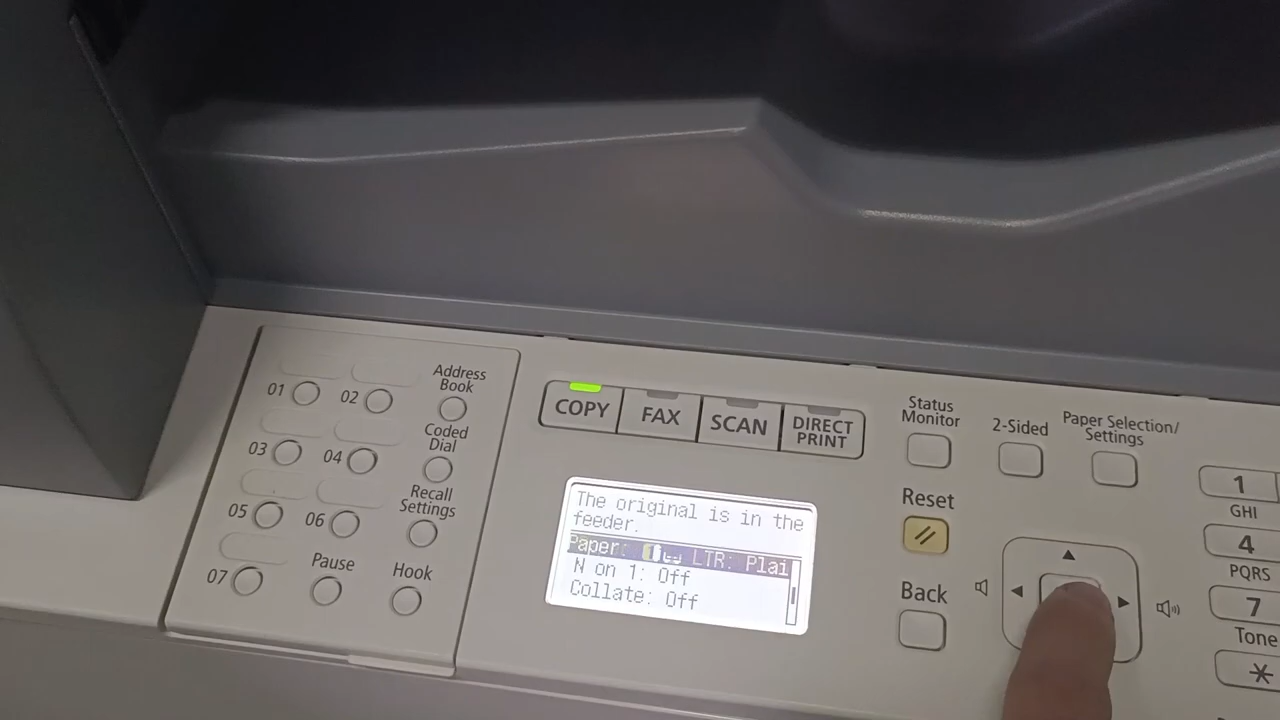 Address
Book
01
02
Coded
Dial
03
04
Recall
Settings
05
06
Pause
Hook
07
COPY
FAX
SCAN
DIRECT
PRINT
The original is in the
feeder.
Paper: 1 LTR: Plai
N on 1: Off
Collate: Off
Status
Monitor
2-Sided
Paper Selection/
Settings
Reset
Back
1
GHI
4
PQRS
7
Tone